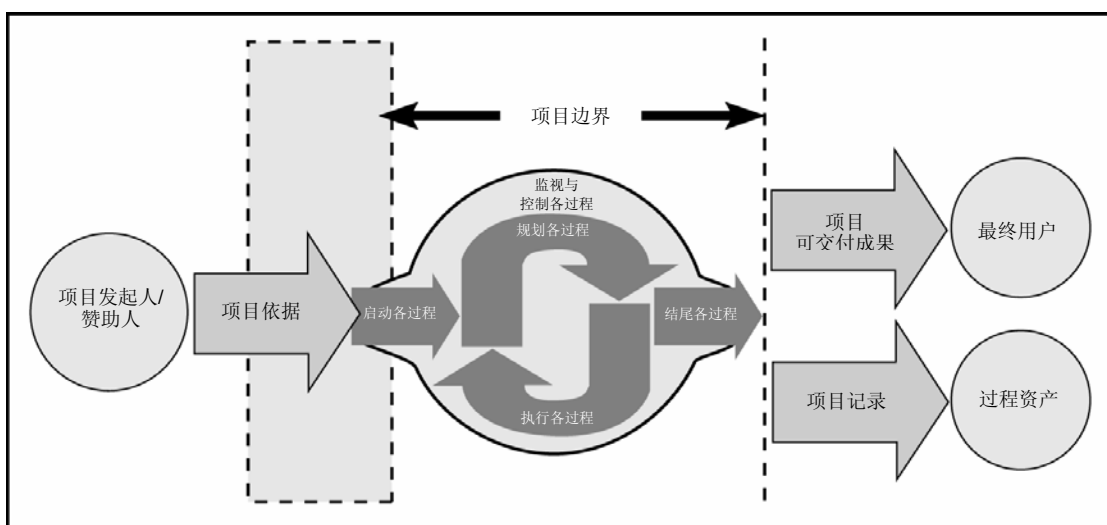 项目边界
监视与
控制各过程
规划各过程
项目
可交付成果
最终用户
项目发起人/
赞助人
项目依据
启动各过程
结尾各过程
执行各过程
项目记录
过程资产